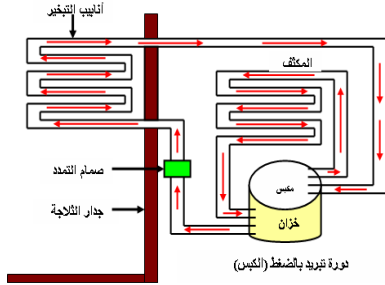 أنابيب التبخير
المكثف
صمام التمدد
مكبس
جدار الثلاجة
خزان
دورة تبريد بالضغط (الكبس)